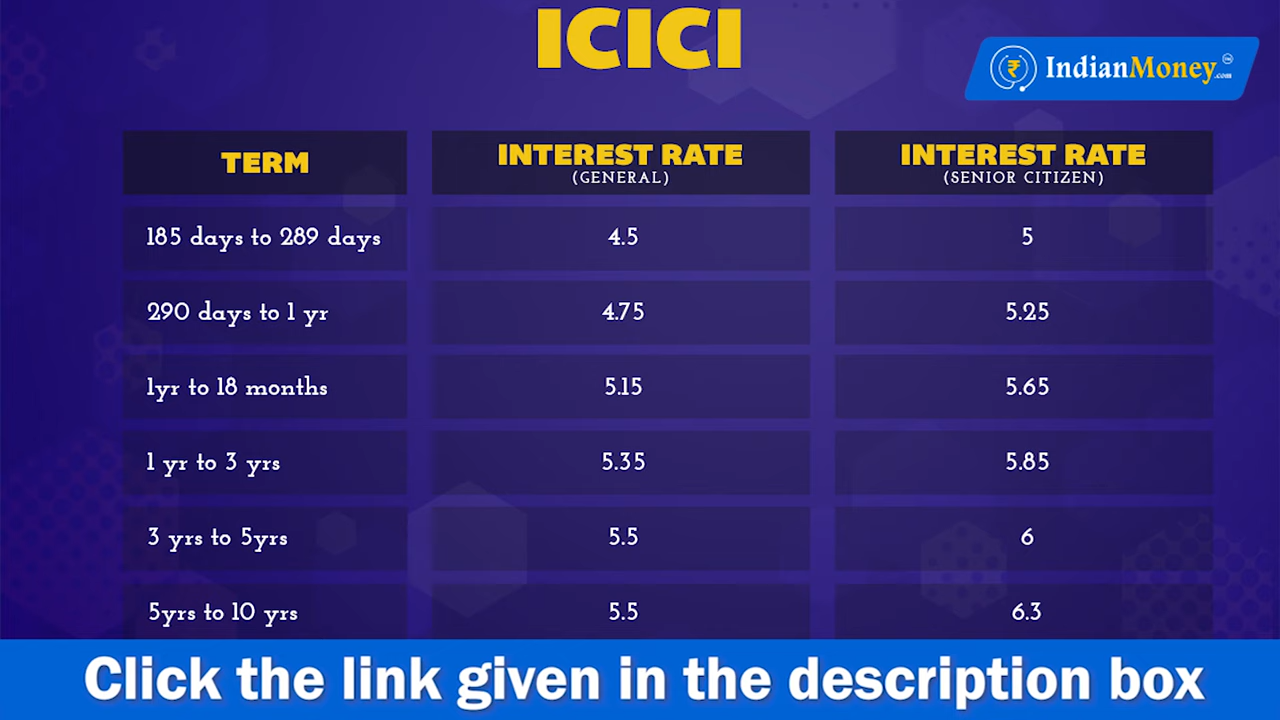 ICICI
IndianMoney.com
TERM
INTEREST RATE
(GENERAL)
INTEREST RATE
(SENIOR CITIZEN)
185 days to 289 days 4.5 5
290 days to 1 yr 4.75 5.25
1yr to 18 months 5.15 5.65
1 yr to 3 yrs 5.35 5.85
3 yrs to 5yrs 5.5 6
5yrs to 10 yrs 5.5 6.3
Click the link given in the description box